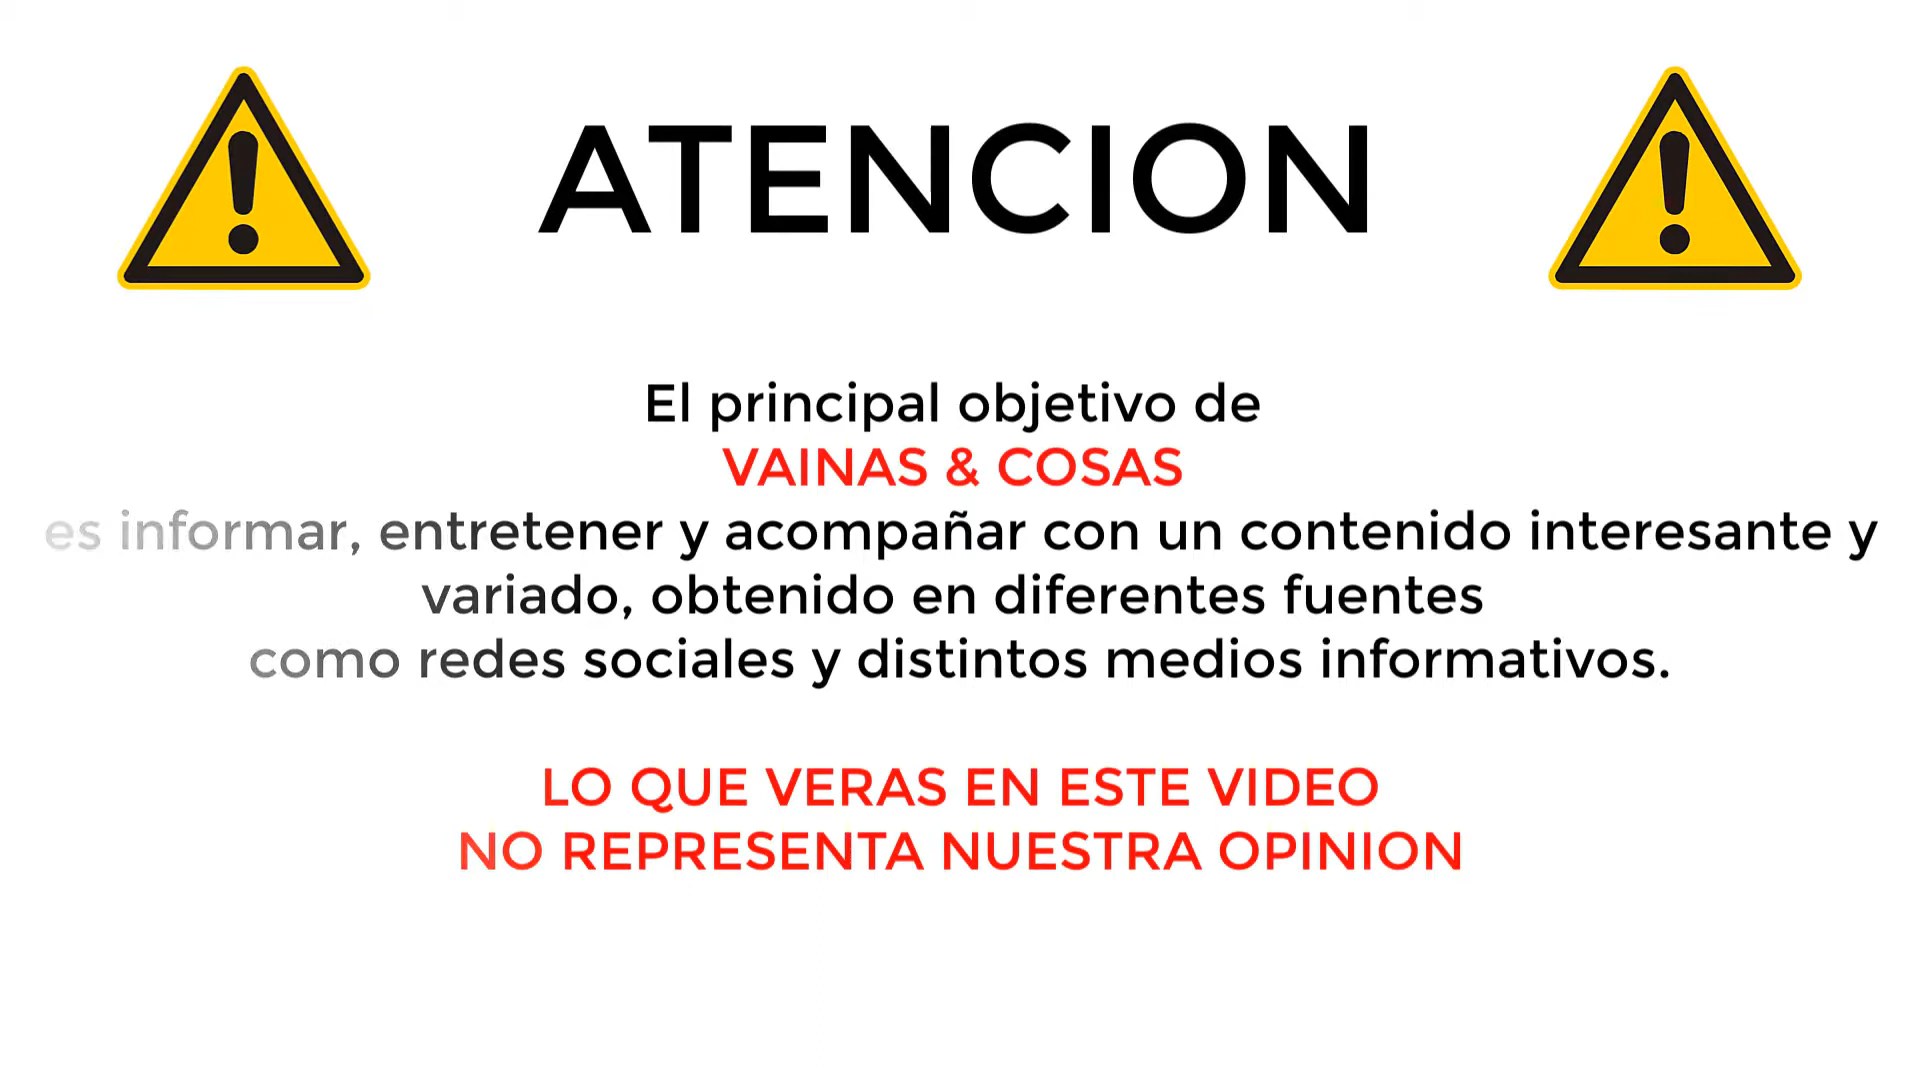 ATENCION
El principal objetivo de
VAINAS & COSAS
es informar, entretener y acompañar con un contenido interesante y
variado, obtenido en diferentes fuentes
como redes sociales y distintos medios informativos.
LO QUE VERAS EN ESTE VIDEO
NO REPRESENTA NUESTRA OPINION